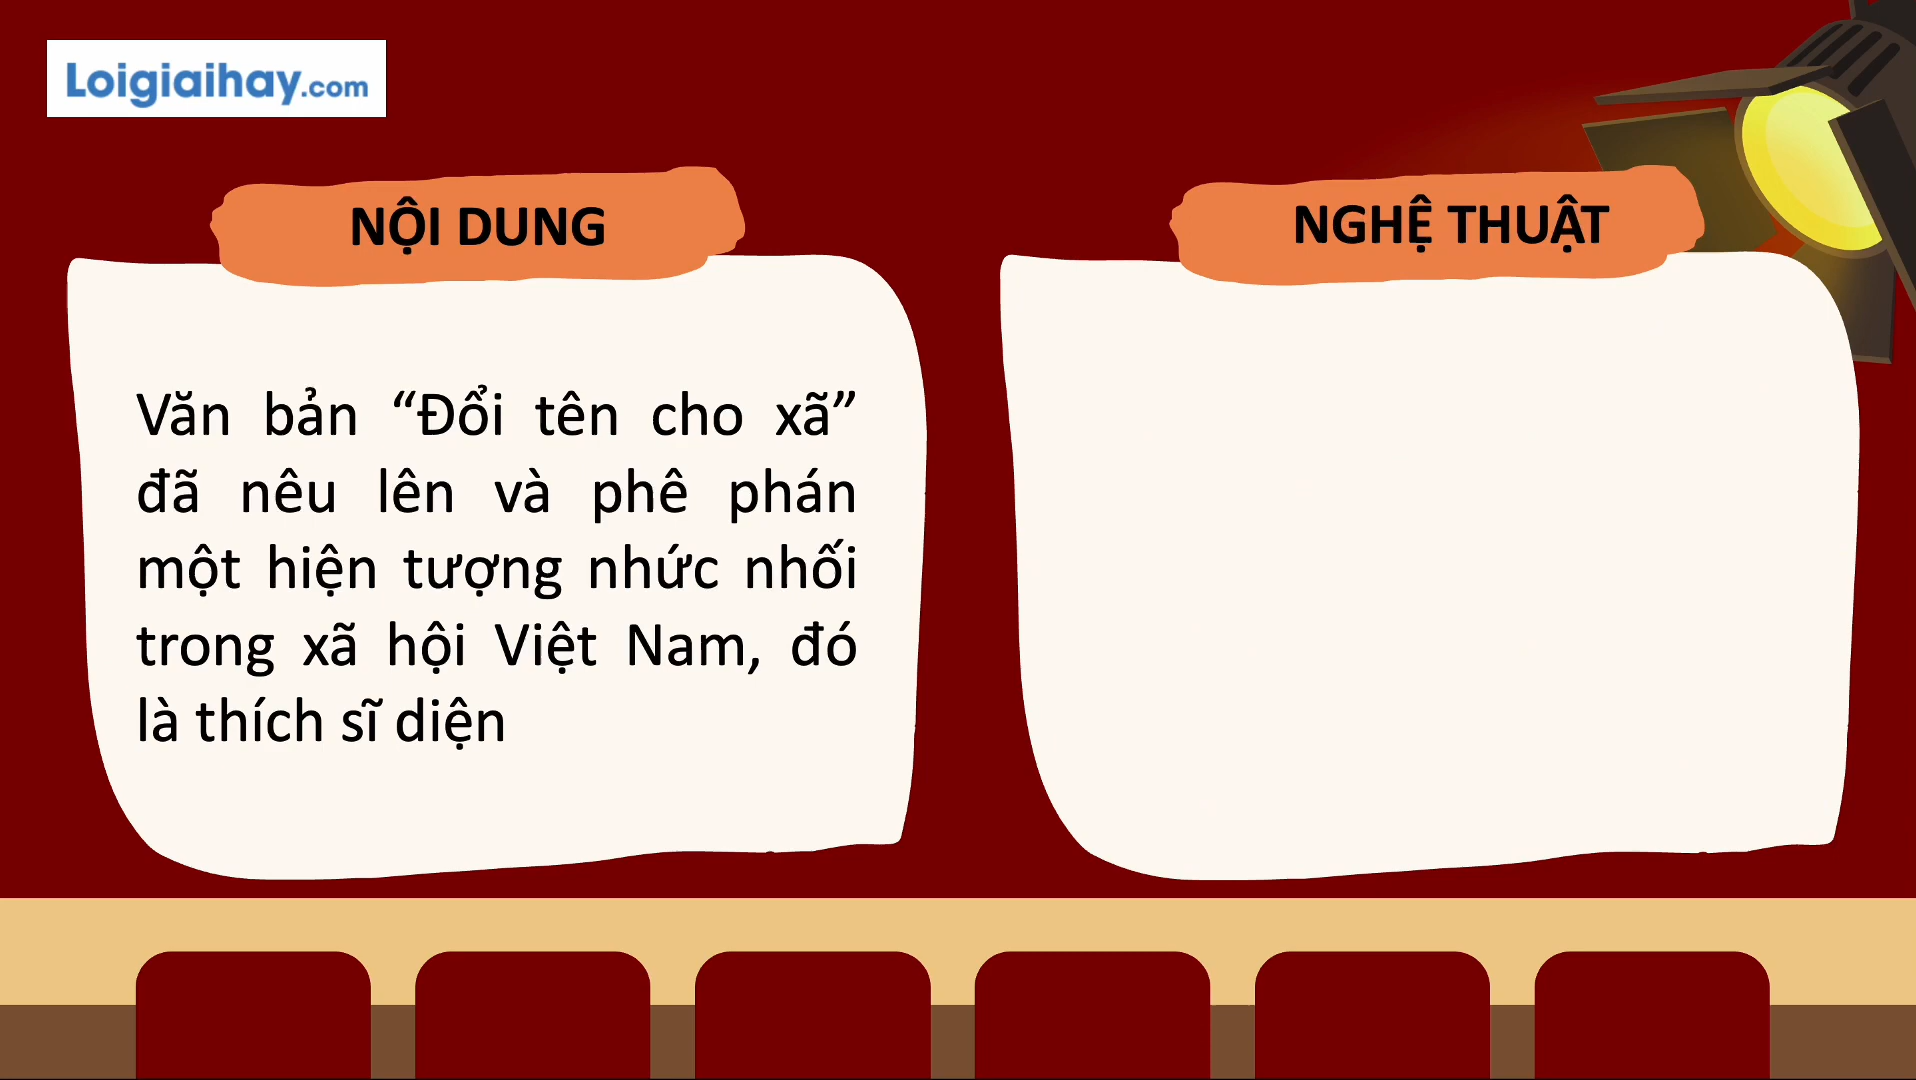 Loigiaihay.com
NỘI DUNG
Văn bản “Đổi tên cho xã”
đã nêu lên và phê phán
một hiện tượng nhức nhối
trong xã hội Việt Nam, đó
là thích sĩ diện
NGHỆ THUẬT